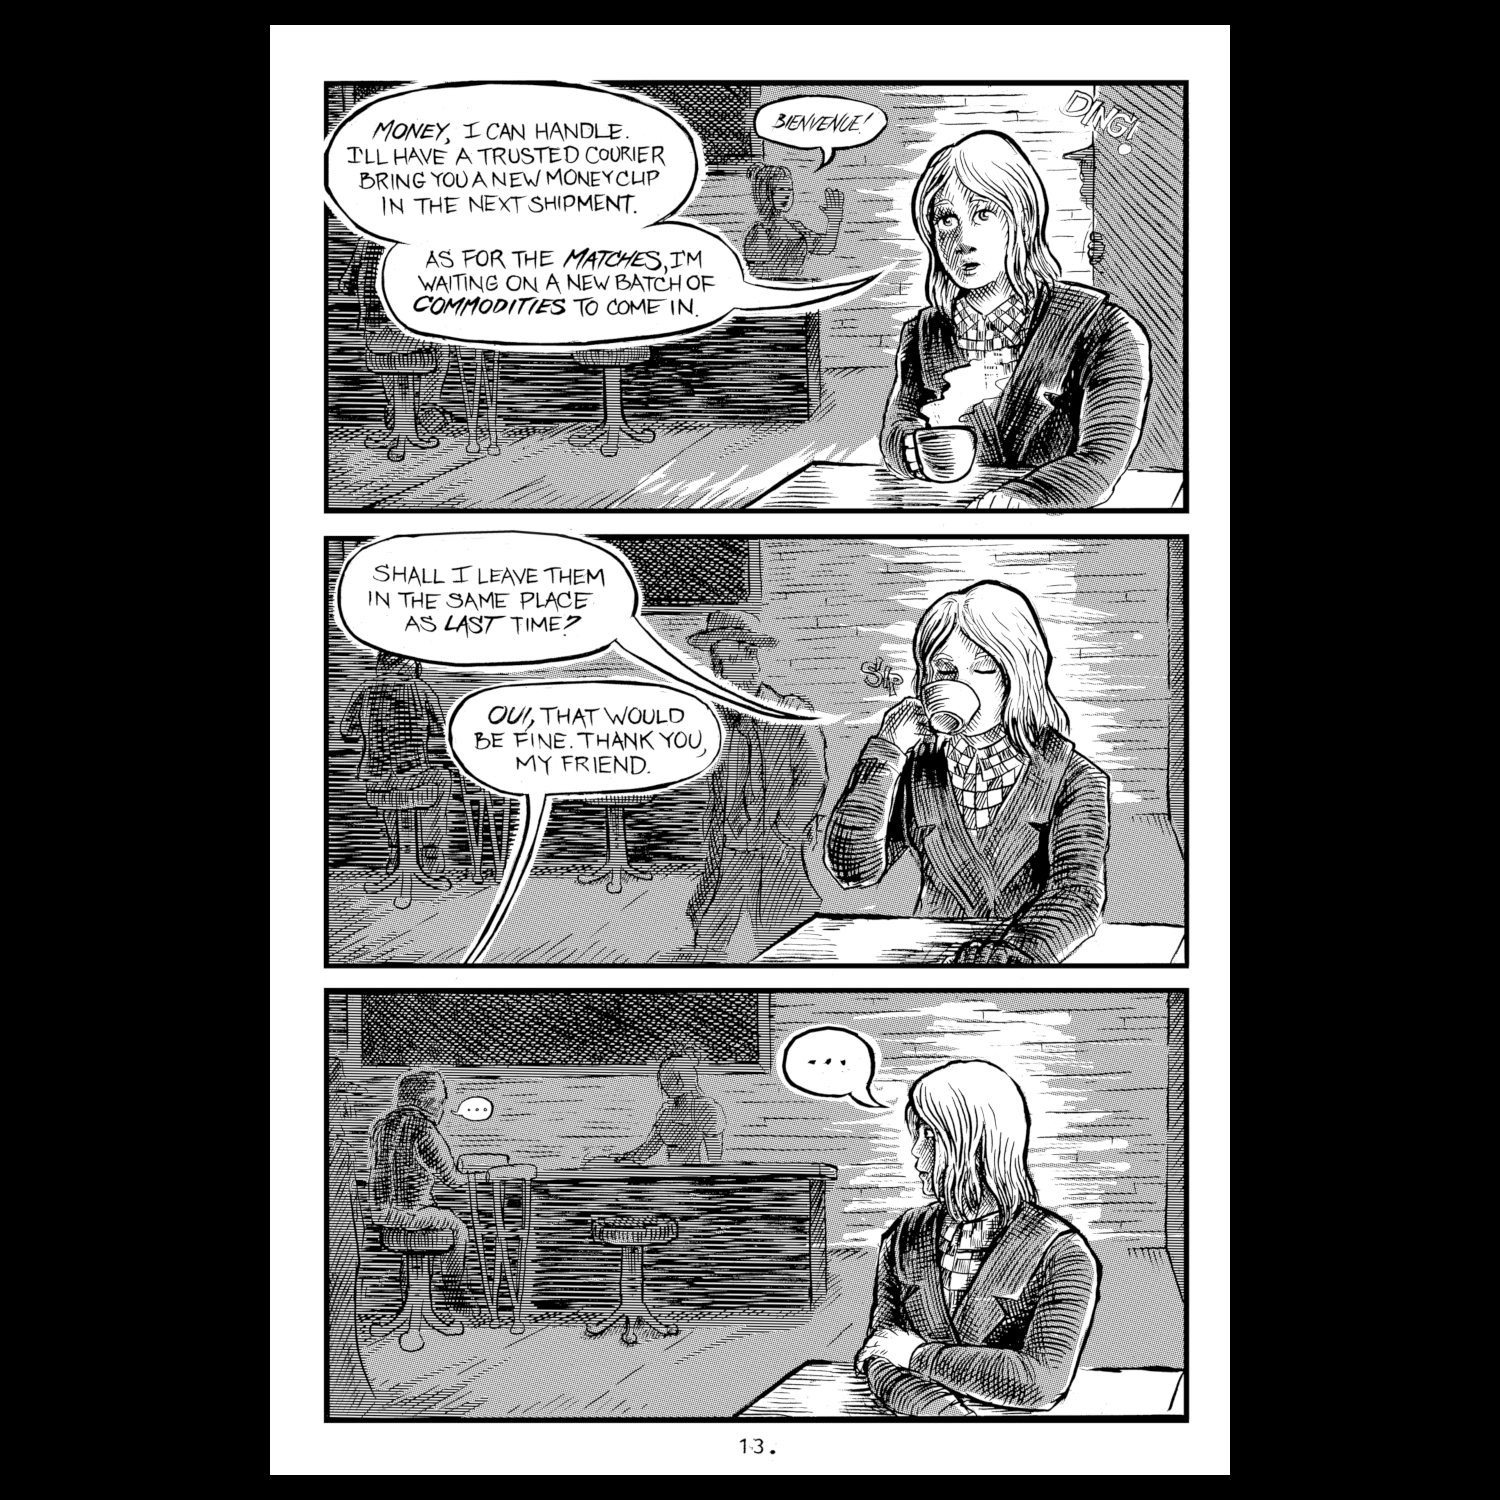 MONEY, I CAN HANDLE.
I'LL HAVE A TRUSTED COURIER
BRING YOU A NEW MONEY CLIP
IN THE NEXT SHIPMENT.
AS FOR THE MATCHES, I'M
WAITING ON A NEW BATCH OF
COMMODITIES TO COME IN.
BIENVENUE!
DING!
SHALL I LEAVE THEM
IN THE SAME PLACE
AS LAST TIME?
SIP
OUI, THAT WOULD
BE FINE. THANK YOU,
MY FRIEND.
...
...
13.